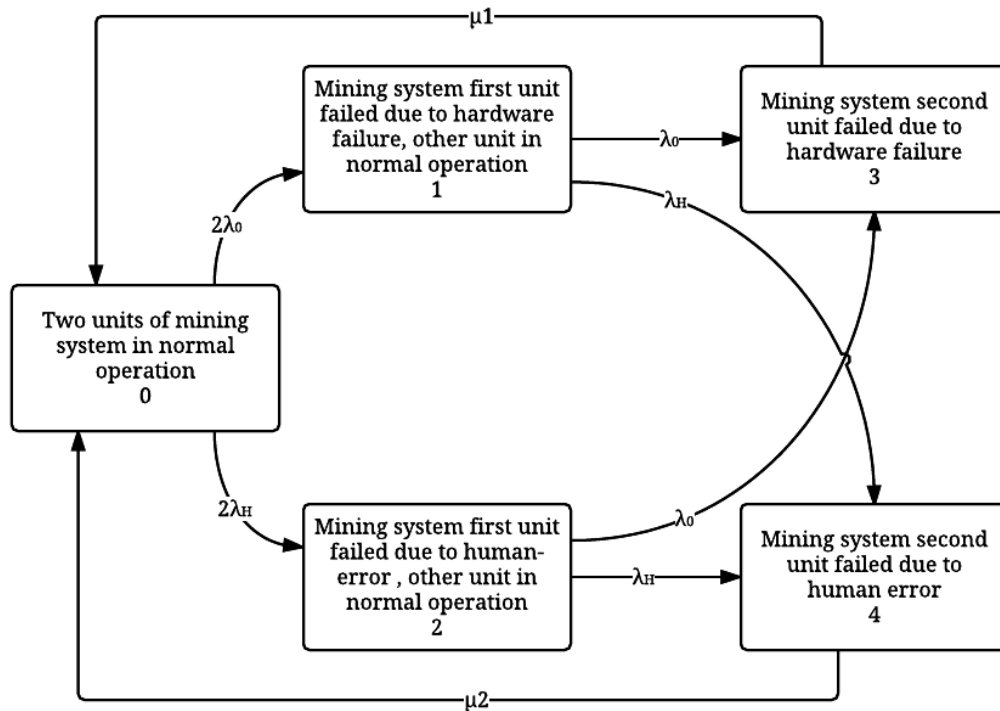 μ1
Mining system first unit
failed due to hardware
failure, other unit in
normal operation
1
Mining system second
unit failed due to
hardware failure
3
λ₀
λH
2λ₀
Two units of mining
system in normal
operation
0
2λH
Mining system first unit
failed due to human-
error , other unit in
normal operation
2
λ₀
λH
Mining system second
unit failed due to
human error
4
μ2